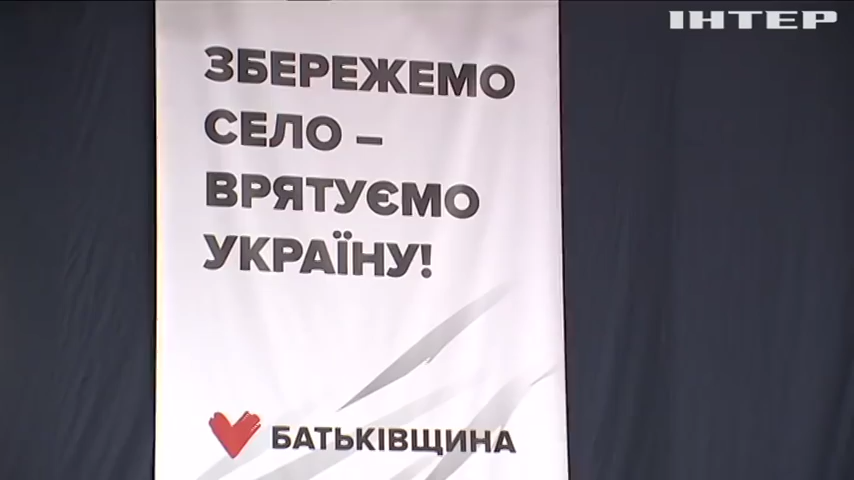 ІНТЕР
ЗБЕРЕЖЕМО
СЕЛО –
ВРЯТУЄМО
УКРАЇНУ!
БАТЬКІВЩИНА